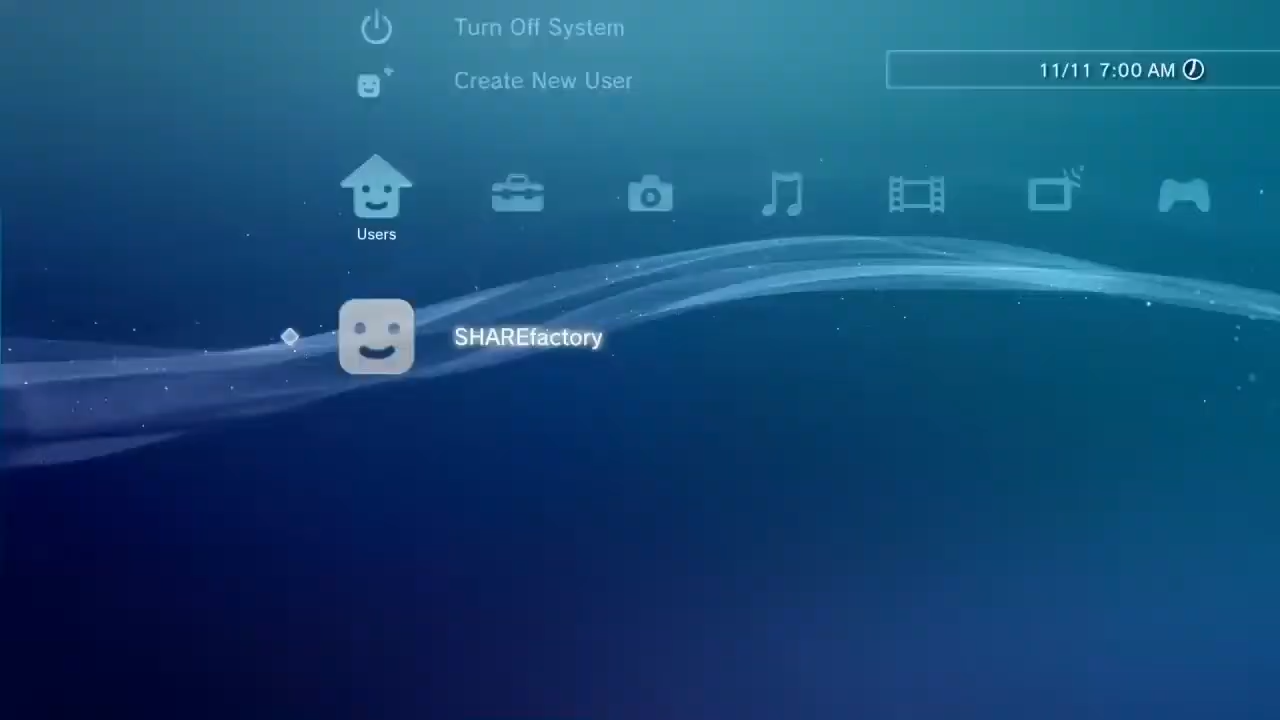 Turn Off System
11/11 7:00 AM
Create New User
Users
SHAREfactory